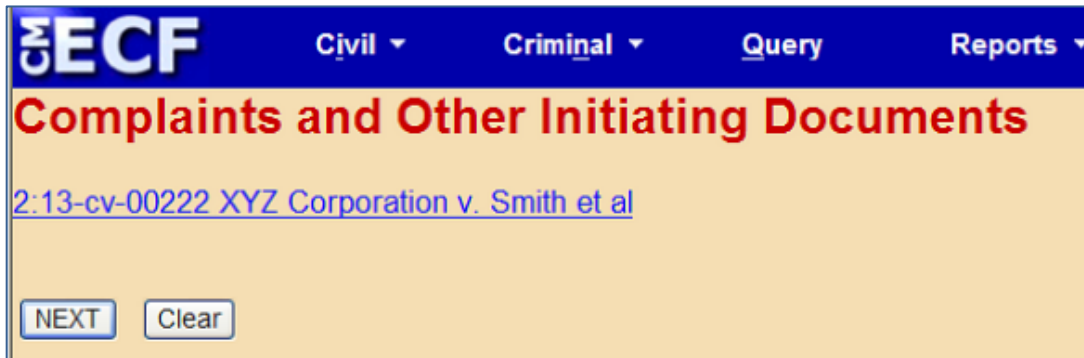 CM ECF Civil Criminal Query Reports
Complaints and Other Initiating Documents
2:13-cv-00222 XYZ Corporation v. Smith et al
NEXT Clear